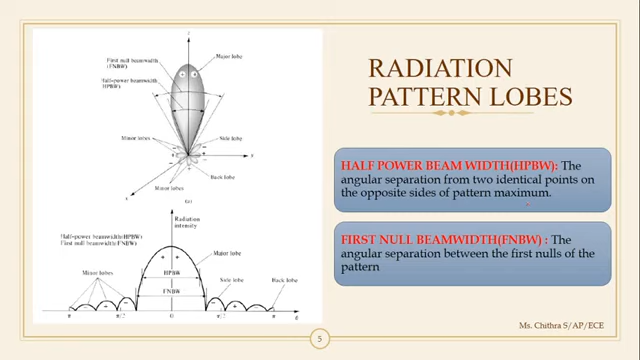 RADIATION
PATTERN LOBES
z
First null beamwidth
(FNBW)
Half-power beamwidth
(HPBW)
Major lobe
+ +
Minor lobes
Side lobe
Back lobe
Minor lobes
(a)
Radiation
intensity
Half-power beamwidth (HPBW)
First null beamwidth (FNBW)
Major lobe
+ +
Minor lobes
HPBW
Side lobe
Back lobe
FNBW
π
π/2
0
π/2
π
HALF POWER BEAM WIDTH(HPBW): The
angular separation from two identical points on
the opposite sides of pattern maximum.
FIRST NULL BEAMWIDTH(FNBW) : The
angular separation between the first nulls of the
pattern
Ms. Chithra S/AP/ECE
5